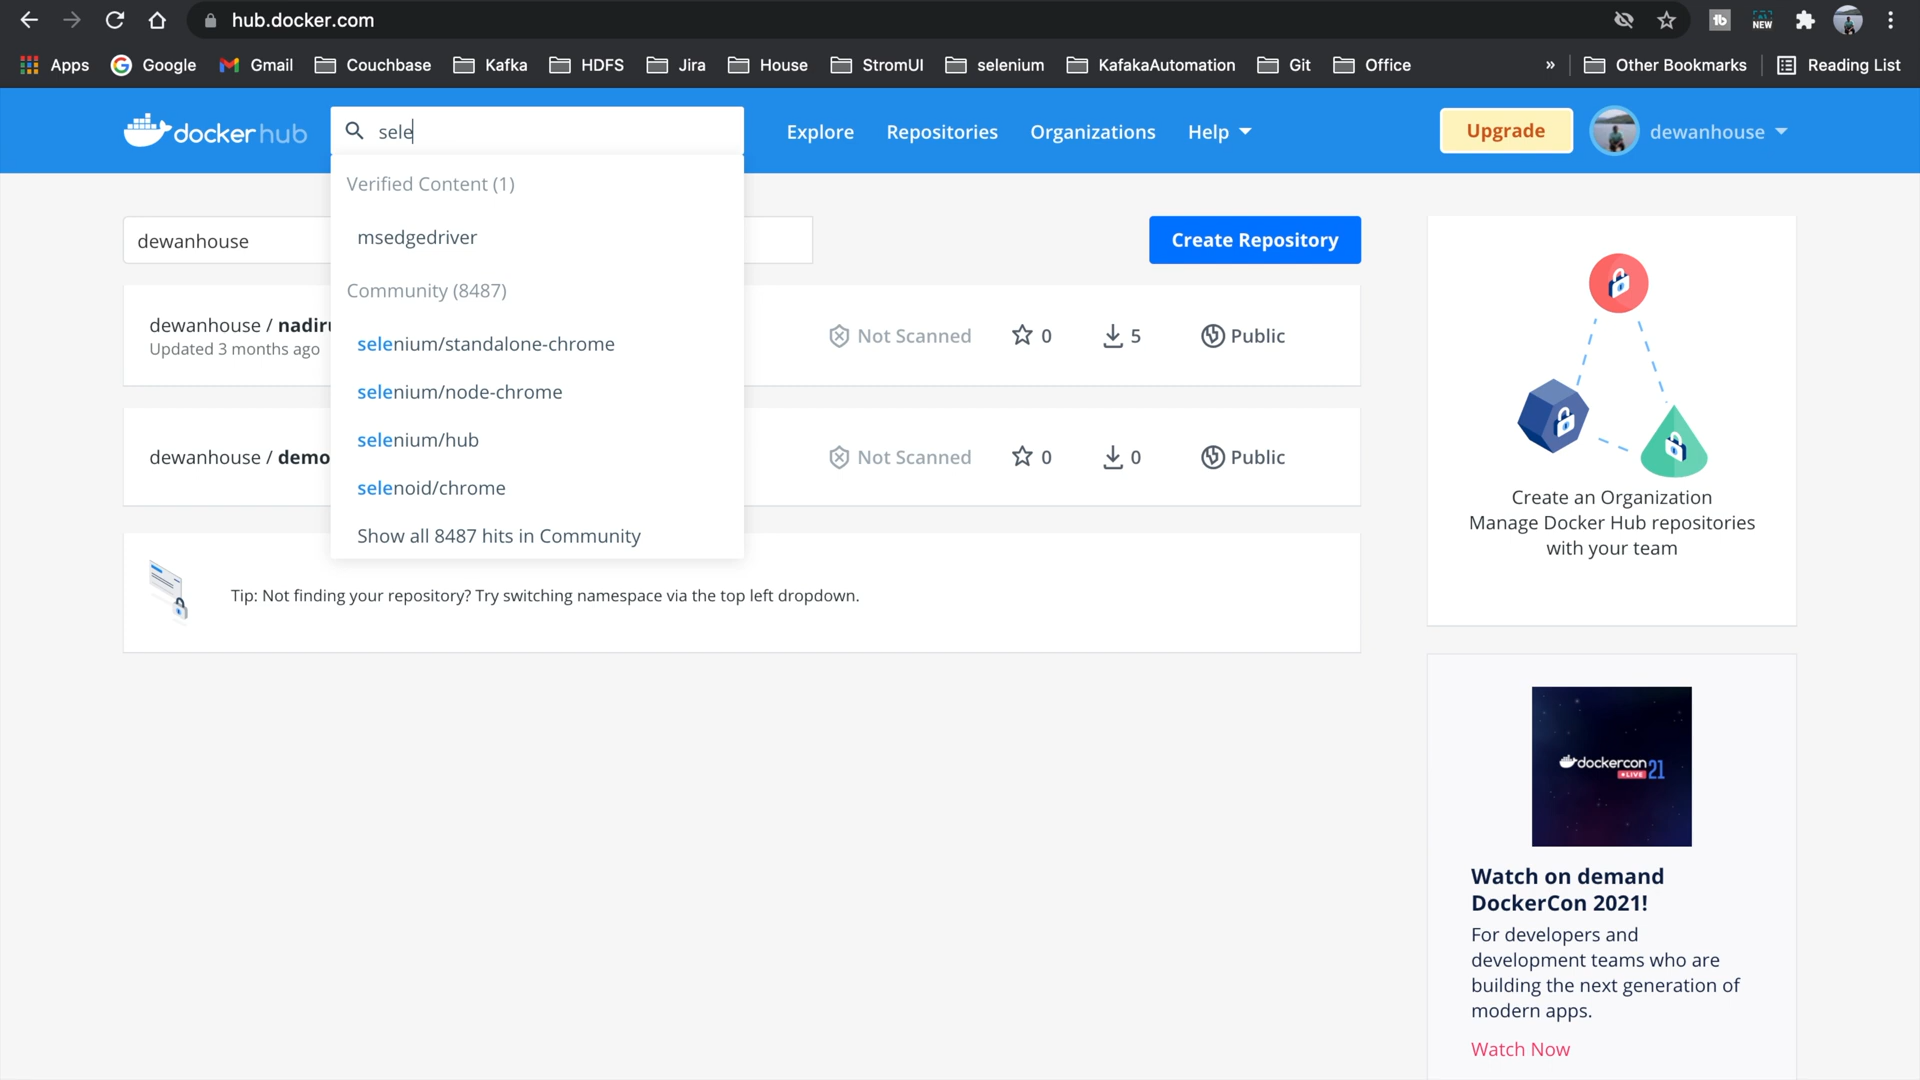 hub.docker.com
NEW
Apps Google Gmail Couchbase Kafka HDFS Jira House StromUI selenium KafakaAutomation Git Office » Other Bookmarks Reading List
docker hub
sele
Explore Repositories Organizations Help
Upgrade
dewanhouse
Verified Content (1)
msedgedriver
Community (8487)
selenium/standalone-chrome
selenium/node-chrome
selenium/hub
selenoid/chrome
Show all 8487 hits in Community
dewanhouse
Create Repository
dewanhouse /
Updated 3 months ago
Not Scanned 0 5 Public
dewanhouse / demo
Not Scanned 0 0 Public
Tip: Not finding your repository? Try switching namespace via the top left dropdown.
Create an Organization
Manage Docker Hub repositories
with your team
dockercon
LIVE 21
Watch on demand
DockerCon 2021!
For developers and
development teams who are
building the next generation of
modern apps.
Watch Now